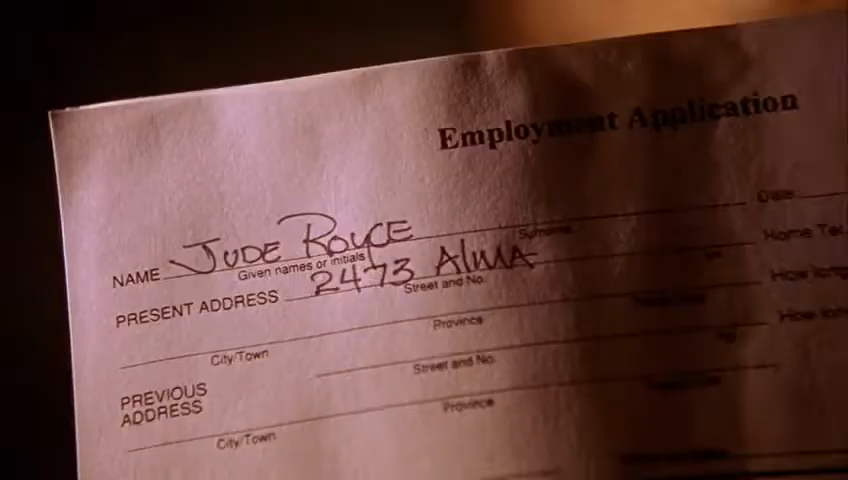 Employment Application
Date
NAME JUDE ROYCE
Given names or initials Surname Home Tel
PRESENT ADDRESS 2473 AlMA
Street and No. How long
City/Town Province
How lon
PREVIOUS ADDRESS
Street and No.
City/Town Province